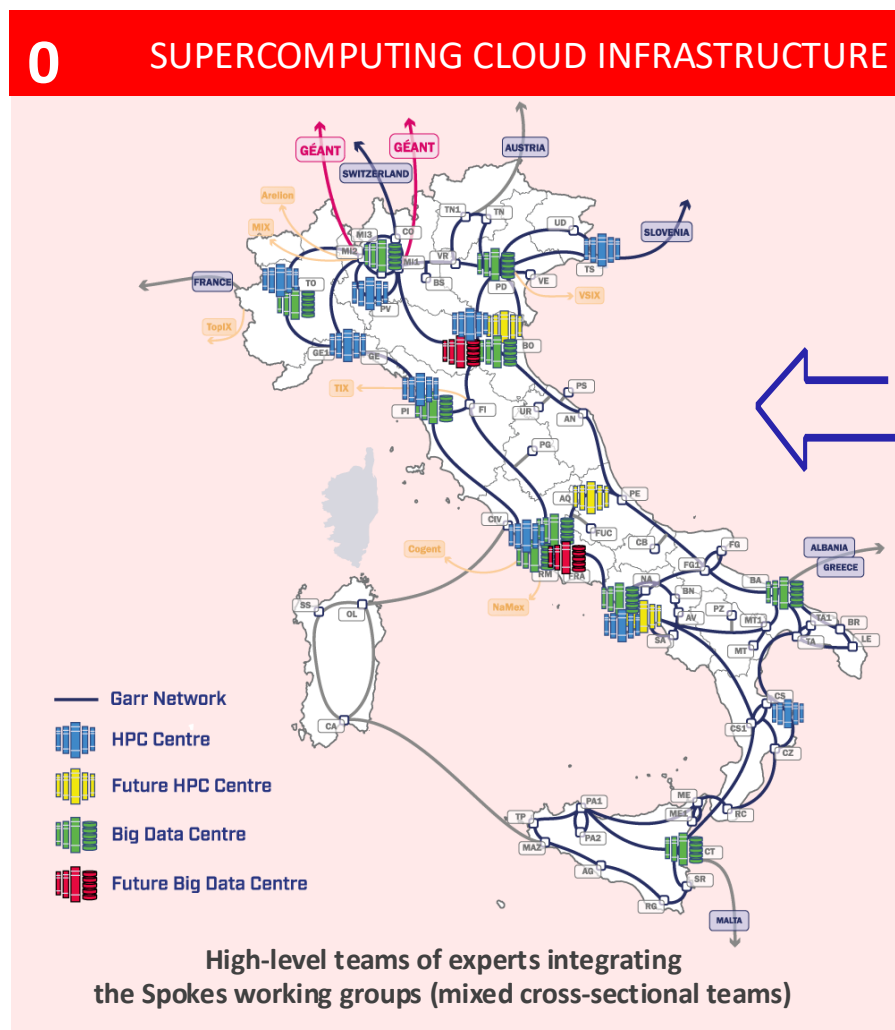 0 SUPERCOMPUTING CLOUD INFRASTRUCTURE
GÉANT
GÉANT
AUSTRIA
SWITZERLAND
Arelion
TN1
TN
UD
SLOVENIA
MIX
MI3
CO
MI2
VR
TS
MI1
FRANCE
TO
BS
PD
VE
VSIX
PV
TopIX
GE1
GE
BO
TIX
PI
FI
UR
PS
AN
PG
AQ
PE
CIV
FUC
CB
FG
Cogent
RM
FRA
FG1
ALBANIA
GREECE
NaMex
NA
BN
BA
SS
OL
AV
PZ
MT1
TA1
BR
SA
MT
TA
LE
Garr Network
CS
CA
CS1
HPC Centre
CZ
Future HPC Centre
ME
PA1
ME1
RC
TP
Big Data Centre
PA2
MAZ
CT
AG
Future Big Data Centre
SR
RG
MALTA
High-level teams of experts integrating
the Spokes working groups (mixed cross-sectional teams)